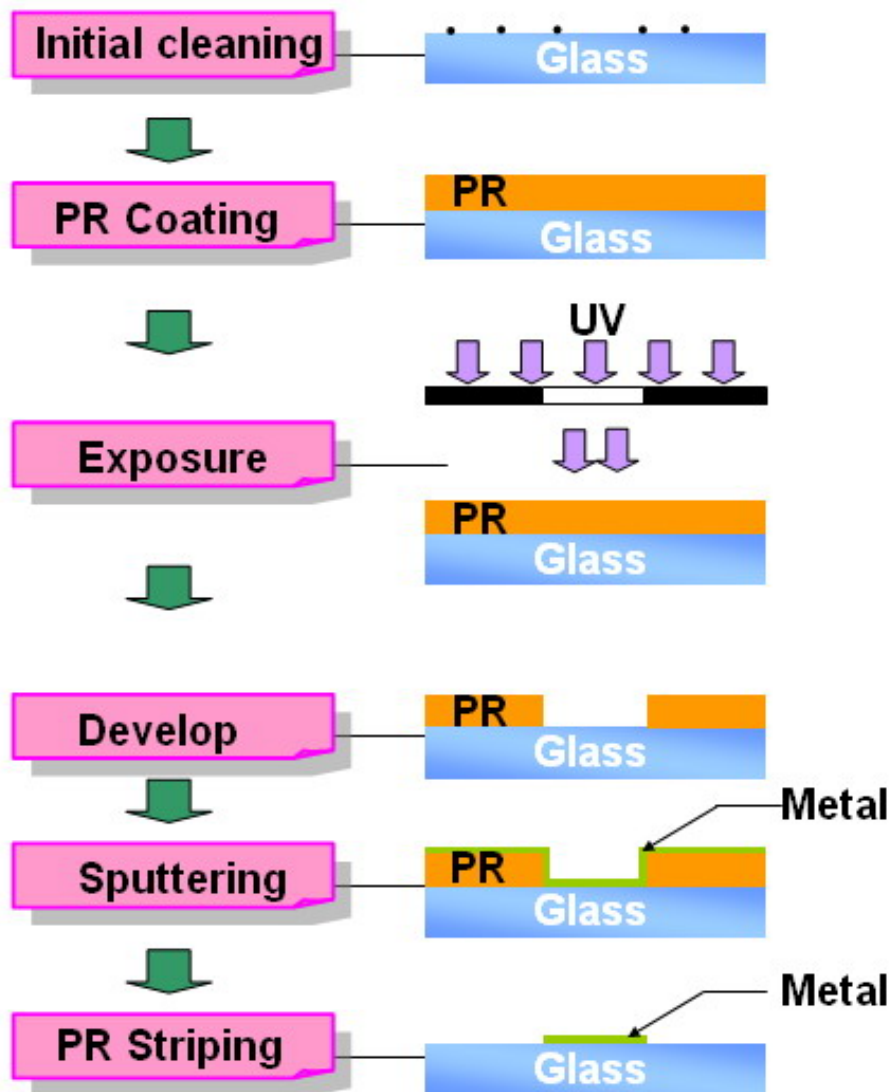 Initial cleaning
Glass
PR Coating
PR
Glass
UV
Exposure
PR
Glass
Develop
PR
Glass
Metal
Sputtering
PR
Glass
Metal
PR Striping
Glass